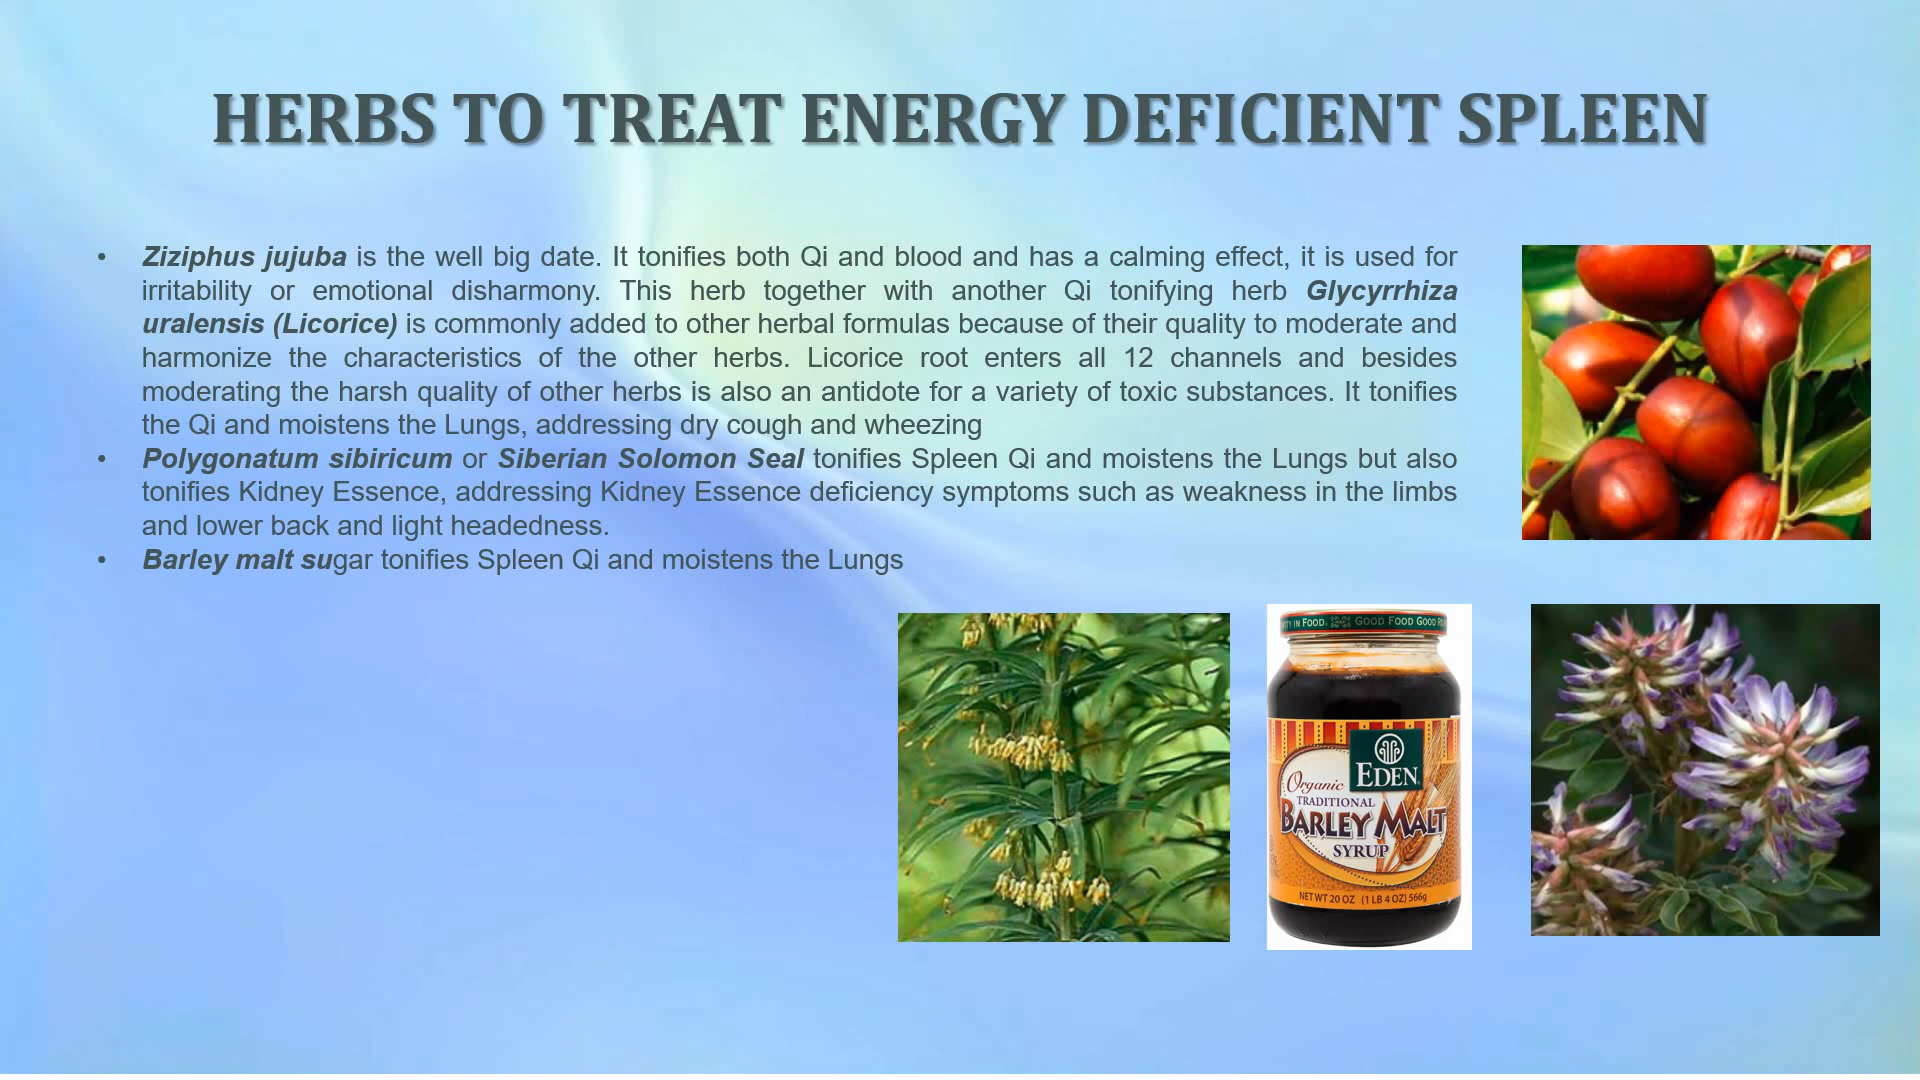 HERBS TO TREAT ENERGY DEFICIENT SPLEEN
• Ziziphus jujuba is the well big date. It tonifies both Qi and blood and has a calming effect, it is used for
irritability or emotional disharmony. This herb together with another Qi tonifying herb Glycyrrhiza
uralensis (Licorice) is commonly added to other herbal formulas because of their quality to moderate and
harmonize the characteristics of the other herbs. Licorice root enters all 12 channels and besides
moderating the harsh quality of other herbs is also an antidote for a variety of toxic substances. It tonifies
the Qi and moistens the Lungs, addressing dry cough and wheezing
• Polygonatum sibiricum or Siberian Solomon Seal tonifies Spleen Qi and moistens the Lungs but also
tonifies Kidney Essence, addressing Kidney Essence deficiency symptoms such as weakness in the limbs
and lower back and light headedness.
• Barley malt sugar tonifies Spleen Qi and moistens the Lungs
IN FOOD. GOOD FOOD GOOD
EDEN
Organic
TRADITIONAL
BARLEY MALT
SYRUP
NET WT 20 OZ (1 LB 4 OZ) 566g